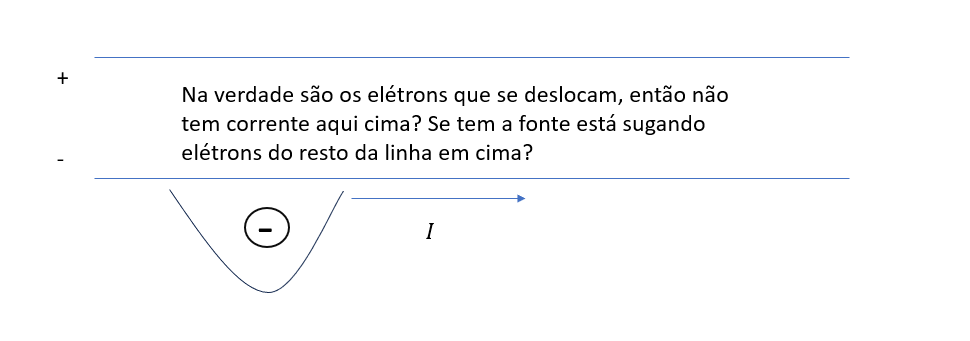 +
Na verdade são os elétrons que se deslocam, então não
tem corrente aqui cima? Se tem a fonte está sugando
elétrons do resto da linha em cima?
-
-
I